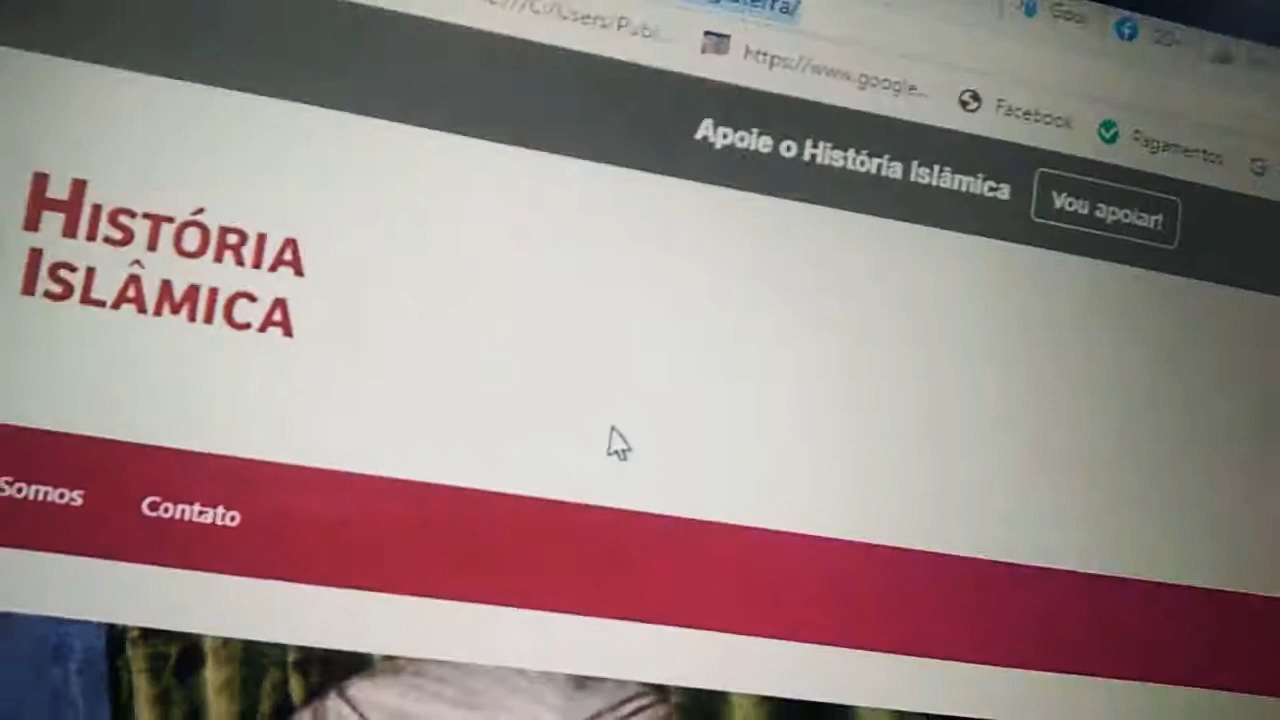 https://www.google...
Facebook
Pagamentos
Apoie o História Islâmica
Vou apoiar!
HISTÓRIA
ISLÂMICA
Somos
Contato